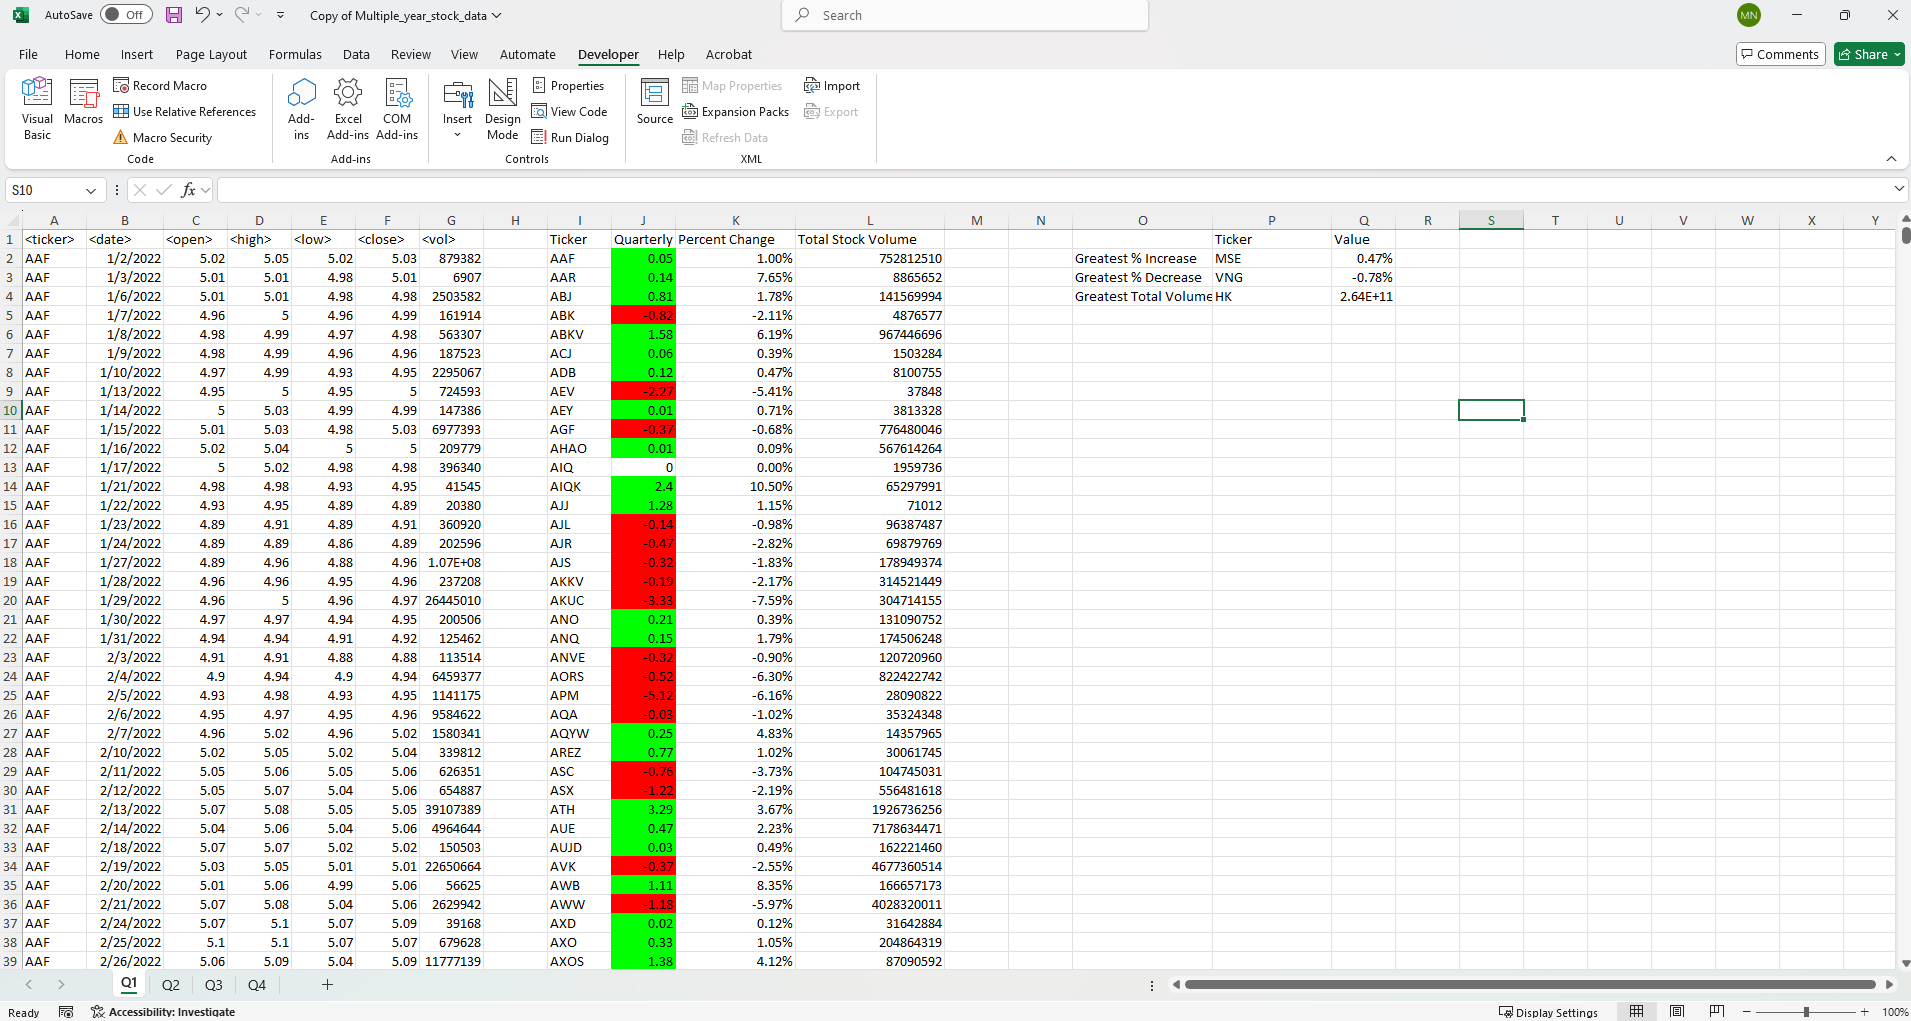 AutoSave Off Copy of Multiple_year_stock_data Search MN
File Home Insert Page Layout Formulas Data Review View Automate Developer Help Acrobat Comments Share
Visual Basic Macros Record Macro Use Relative References Macro Security Code
Add-ins Excel Add-ins COM Add-ins Add-ins
Insert Design Mode Properties View Code Run Dialog Controls
Source Map Properties Expansion Packs Refresh Data Import Export XML
S10 fx
A B C D E F G H I J K L M N O P Q R S T U V W X Y
1 <ticker> <date> <open> <high> <low> <close> <vol> Ticker Quarterly Percent Change Total Stock Volume Ticker Value
2 AAF 1/2/2022 5.02 5.05 5.02 5.03 879382 AAF 0.05 1.00% 752812510 Greatest % Increase MSE 0.47%
3 AAF 1/3/2022 5.01 5.01 4.98 5.01 6907 AAR 0.14 7.65% 8865652 Greatest % Decrease VNG -0.78%
4 AAF 1/6/2022 5.01 5.01 4.98 4.98 2503582 ABJ 0.81 1.78% 141569994 Greatest Total Volume HK 2.64E+11
5 AAF 1/7/2022 4.96 5 4.96 4.99 161914 ABK -0.82 -2.11% 4876577
6 AAF 1/8/2022 4.98 4.99 4.96 4.98 563307 ABKV 1.58 6.19% 967446696
7 AAF 1/9/2022 4.98 4.99 4.96 4.96 187523 ACJ 0.06 0.39% 1503284
8 AAF 1/10/2022 4.97 4.99 4.93 4.95 2295067 ADB 0.12 0.47% 8100755
9 AAF 1/13/2022 4.95 5 4.95 5 724593 AEV -2.27 -5.41% 37848
10 AAF 1/14/2022 5 5.03 4.99 4.99 147386 AEY 0.01 0.71% 3813328
11 AAF 1/15/2022 5.01 5.03 4.98 5.03 6977393 AGF -0.37 -0.68% 776480046
12 AAF 1/16/2022 5.02 5.04 5 5 209779 AHAO 0.01 0.09% 567614264
13 AAF 1/17/2022 5 5.02 4.98 4.98 396340 AIQ 0 0.00% 1959736
14 AAF 1/21/2022 4.98 4.98 4.93 4.95 41545 AIQK 2.4 10.50% 65297991
15 AAF 1/22/2022 4.93 4.95 4.89 4.89 20380 AJJ 1.28 1.15% 71012
16 AAF 1/23/2022 4.89 4.91 4.89 4.91 360920 AJL -0.14 -0.98% 96387487
17 AAF 1/24/2022 4.89 4.89 4.86 4.89 202596 AJR -0.47 -2.82% 69879769
18 AAF 1/27/2022 4.89 4.96 4.88 4.96 1.07E+08 AJS -0.32 -1.83% 178949374
19 AAF 1/28/2022 4.96 4.96 4.95 4.96 237208 AKKV -0.19 -2.17% 314521449
20 AAF 1/29/2022 4.96 5 4.96 4.97 26445010 AKUC -3.33 -7.59% 304714155
21 AAF 1/30/2022 4.97 4.97 4.94 4.95 200506 ANO 0.21 0.39% 131090752
22 AAF 1/31/2022 4.94 4.94 4.91 4.92 125462 ANQ 0.15 1.79% 174506248
23 AAF 2/3/2022 4.91 4.91 4.88 4.88 113514 ANVE -0.32 -0.90% 120720960
24 AAF 2/4/2022 4.9 4.94 4.9 4.94 6459377 AORS -0.52 -6.30% 822422742
25 AAF 2/5/2022 4.93 4.98 4.93 4.95 1141175 APM -5.12 -6.16% 28090822
26 AAF 2/6/2022 4.95 4.97 4.95 4.96 9584622 AQA -0.03 -1.02% 35324348
27 AAF 2/7/2022 4.96 5.02 4.96 5.02 1580341 AQYW 0.25 4.83% 14357965
28 AAF 2/10/2022 5.02 5.05 5.02 5.04 339812 AREZ 0.77 1.02% 30061745
29 AAF 2/11/2022 5.05 5.06 5.05 5.06 626351 ASC -0.76 -3.73% 104745031
30 AAF 2/12/2022 5.05 5.07 5.04 5.06 654887 ASX -1.22 -2.19% 556481618
31 AAF 2/13/2022 5.07 5.08 5.05 5.05 39107389 ATH 3.29 3.67% 1926736256
32 AAF 2/14/2022 5.04 5.06 5.04 5.06 4964644 AUE 0.47 2.23% 7178634471
33 AAF 2/18/2022 5.07 5.07 5.02 5.02 150503 AUJD 0.03 0.49% 162221460
34 AAF 2/19/2022 5.03 5.05 5.01 5.01 22650664 AVK -0.37 -2.55% 4677360514
35 AAF 2/20/2022 5.01 5.06 4.99 5.06 56625 AWB 1.11 8.35% 166657173
36 AAF 2/21/2022 5.07 5.08 5.04 5.06 2629942 AWW -1.18 -5.97% 4028320011
37 AAF 2/24/2022 5.07 5.1 5.07 5.09 39168 AXD 0.02 0.12% 31642884
38 AAF 2/25/2022 5.1 5.1 5.07 5.07 679628 AXO 0.33 1.05% 204864319
39 AAF 2/26/2022 5.06 5.09 5.04 5.09 11777139 AXOS 1.38 4.12% 87090592
Q1 Q2 Q3 Q4
Ready Accessibility: Investigate Display Settings 100%